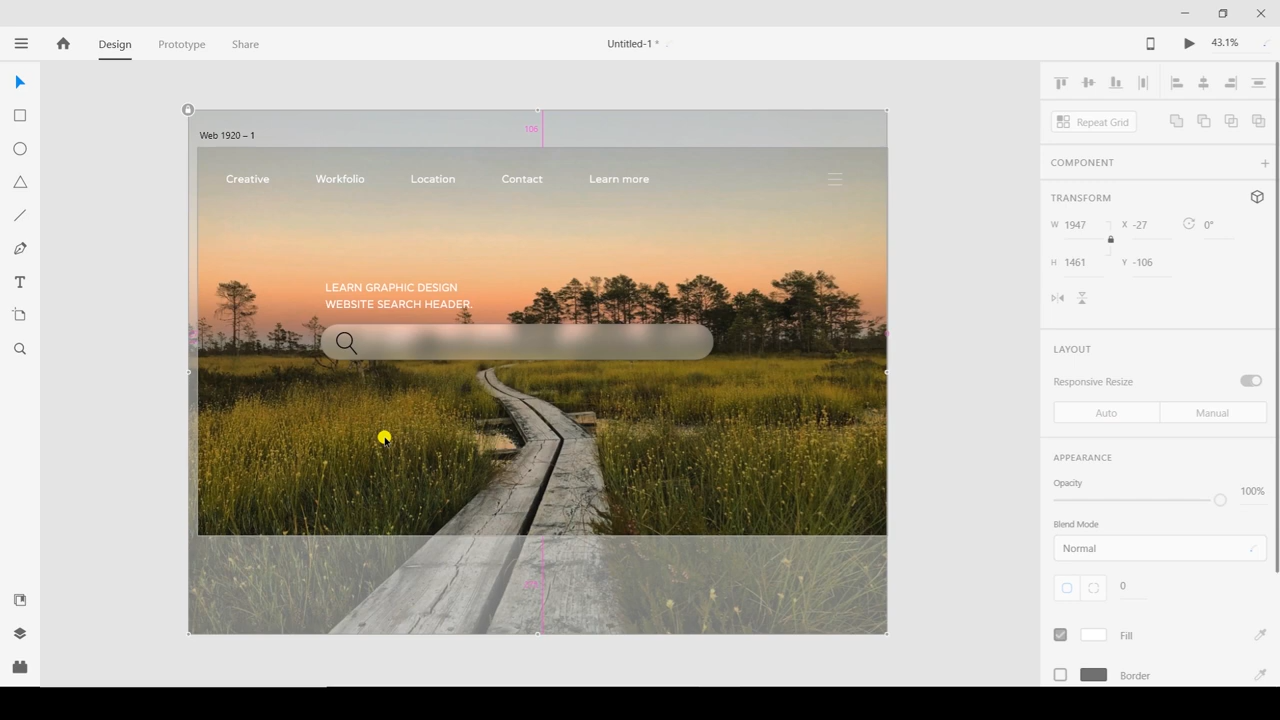 Design
Prototype
Share
Untitled-1 *
43.1%
Repeat Grid
COMPONENT
TRANSFORM
W 1947 X -27 0°
H 1461 Y -106
LAYOUT
Responsive Resize
Auto Manual
APPEARANCE
Opacity
100%
Blend Mode
Normal
0
Fill
Border
Web 1920 – 1
Creative Workfolio Location Contact Learn more
LEARN GRAPHIC DESIGN
WEBSITE SEARCH HEADER.
T